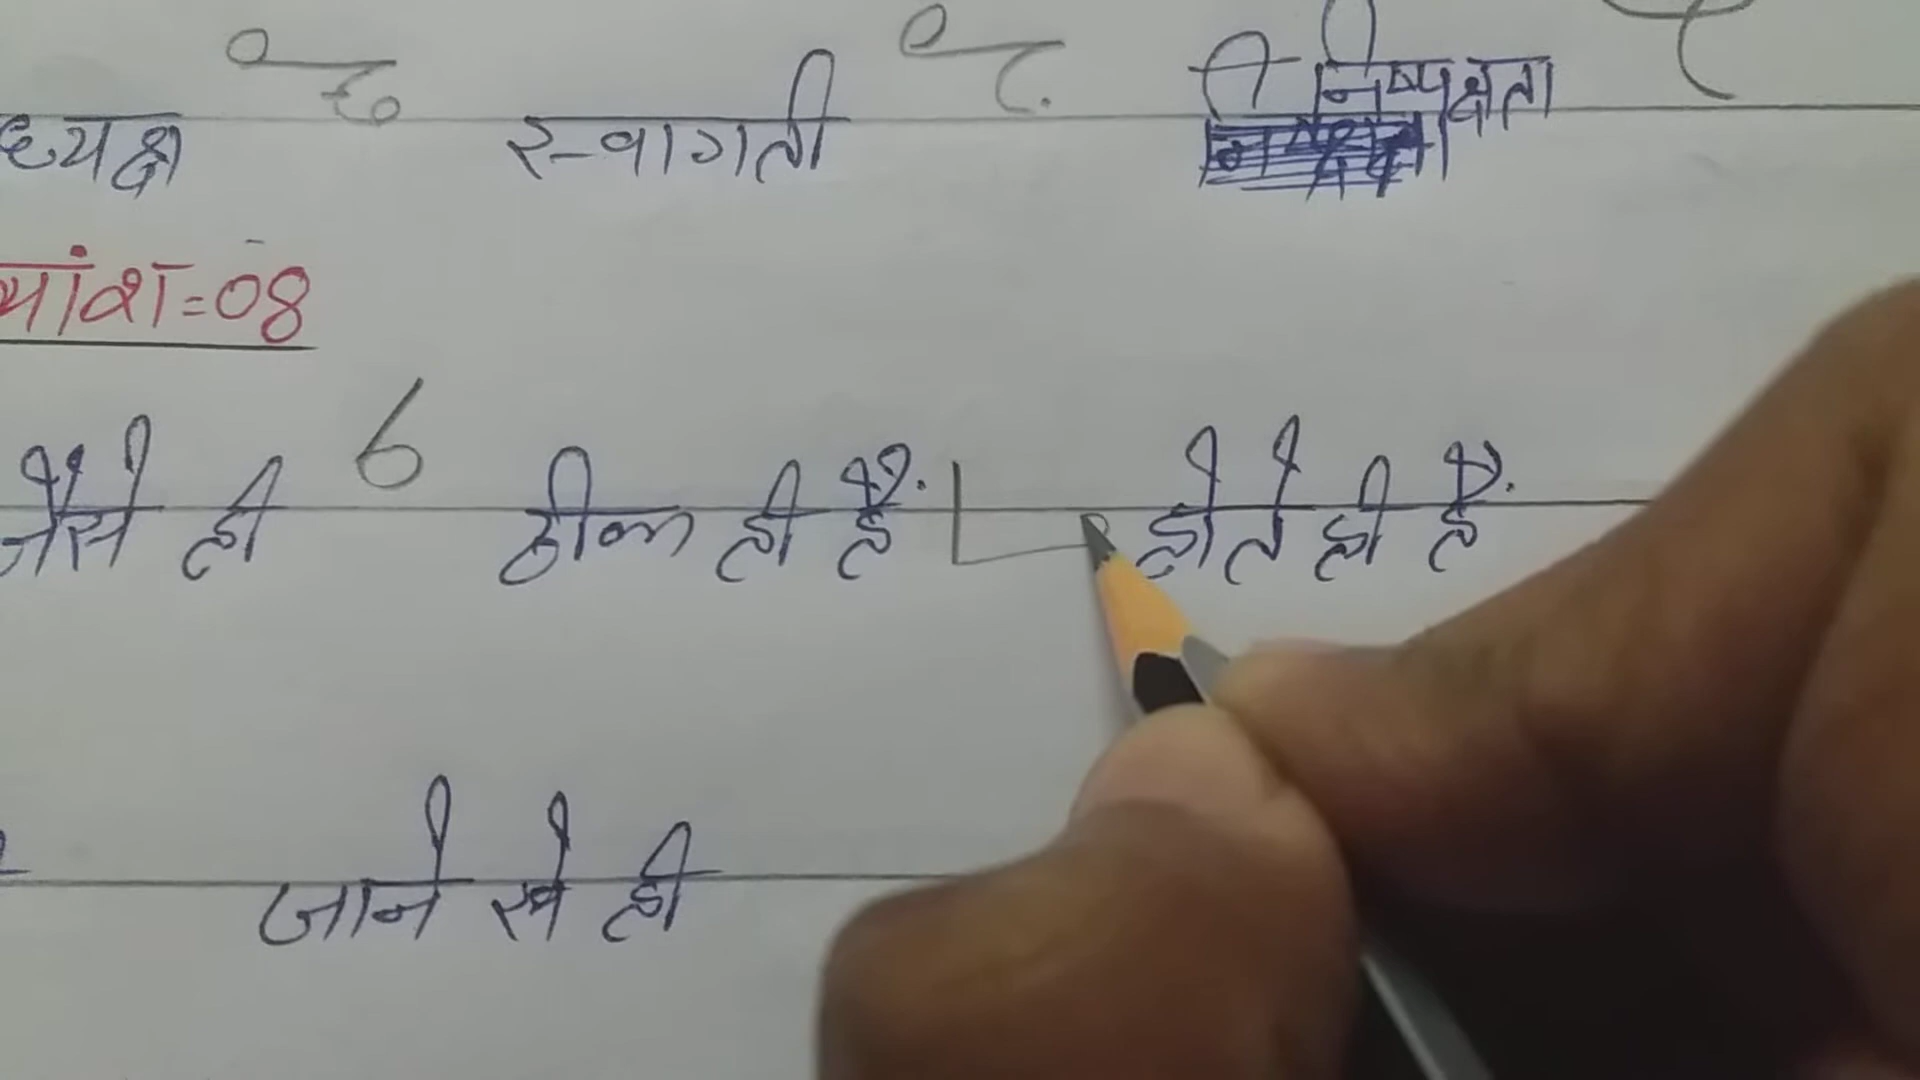 ध्यक्ष स्वागती निष्पक्षता
यांश=08
जैसे ही ठीक ही है. होते ही है.
जाने से ही